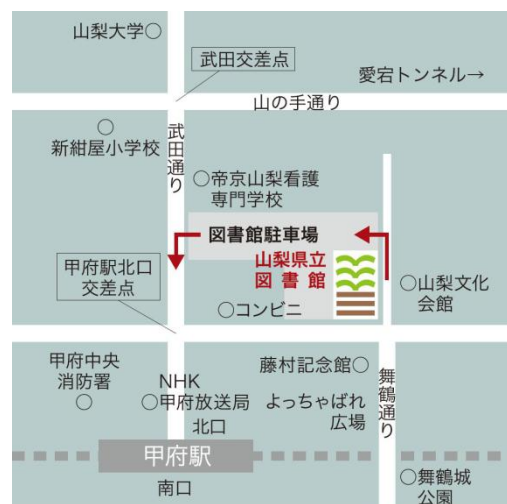 山梨大学
武田交差点
愛宕トンネル→
山の手通り
新紺屋小学校
武田通り
帝京山梨看護
専門学校
図書館駐車場
山梨県立
図書館
甲府駅北口
交差点
コンビニ
山梨文化
会館
甲府中央
消防署
NHK
甲府放送局
北口
藤村記念館
よっちゃばれ
広場
舞鶴通り
甲府駅
南口
舞鶴城
公園